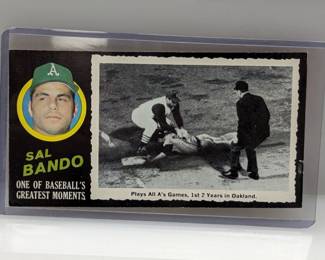 A
SAL
BANDO
ONE OF BASEBALL'S
GREATEST MOMENTS
Plays All A's Games, 1st 2 Years in Oakland.